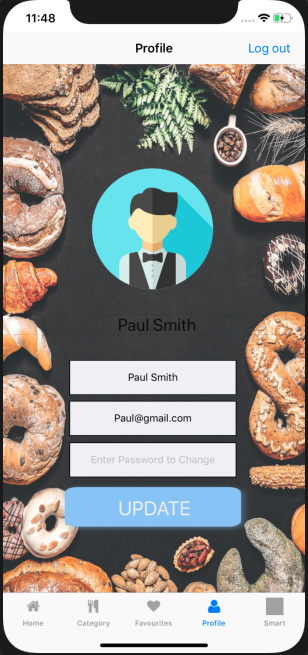 11:48
Profile
Log out
Paul Smith
Paul Smith
Paul@gmail.com
Enter Password to Change
UPDATE
Home Category Favourites Profile Smart